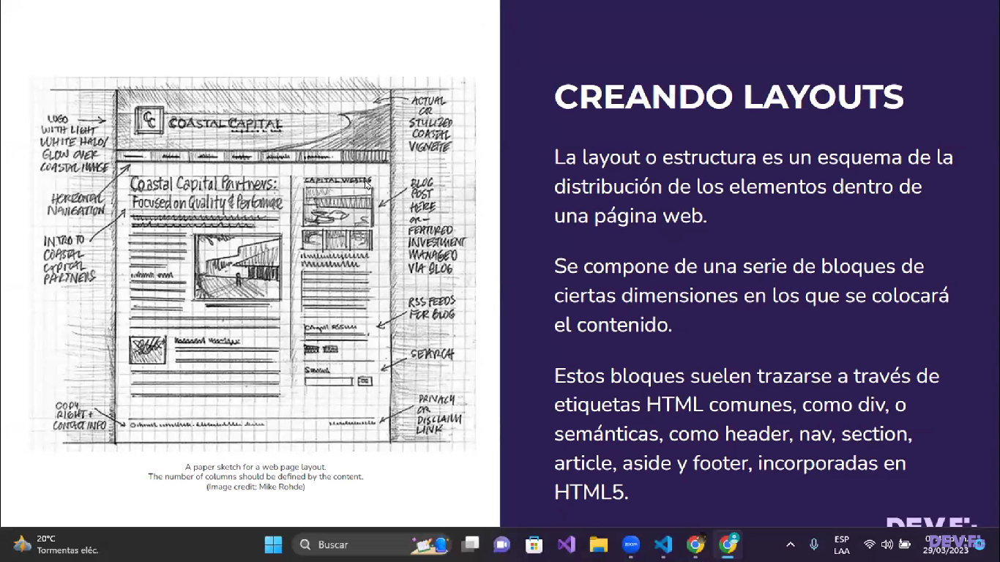 LOGO
WITH LIGHT
WHITE HALO/
GLOW OVER
COASTAL IMAGE
HORIZONTAL
NAVIGATION
INTRO TO
COASTAL
CAPITAL
PARTNERS
COPY
RIGHT +
CONTACT INFO
CC
COASTAL CAPITAL
Coastal Capital Partners:
Focused on Quality &
CAPITAL
Search
ACTUAL
OR
STYLIZED
COASTAL
VIGNETTE
BLOG
POST
HERE
OR
FEATURED
INVESTMENT
MANAGED
VIA BLOG
RSS FEEDS
FOR BLOG
SEARCH
PRIVACY
OR
DISCLAIM
LINK
A paper sketch for a web page layout.
The number of columns should be defined by the content.
(Image credit: Mike Rohde)
CREANDO LAYOUTS
La layout o estructura es un esquema de la
distribución de los elementos dentro de
una página web.
Se compone de una serie de bloques de
ciertas dimensiones en los que se colocará
el contenido.
Estos bloques suelen trazarse a través de
etiquetas HTML comunes, como div, o
semánticas, como header, nav, section,
article, aside y footer, incorporadas en
HTML5.
DEV.F:
20°C
Tormentas eléc.
Buscar
zoom
ESP
LAA
29/03/2023
DEV.F: